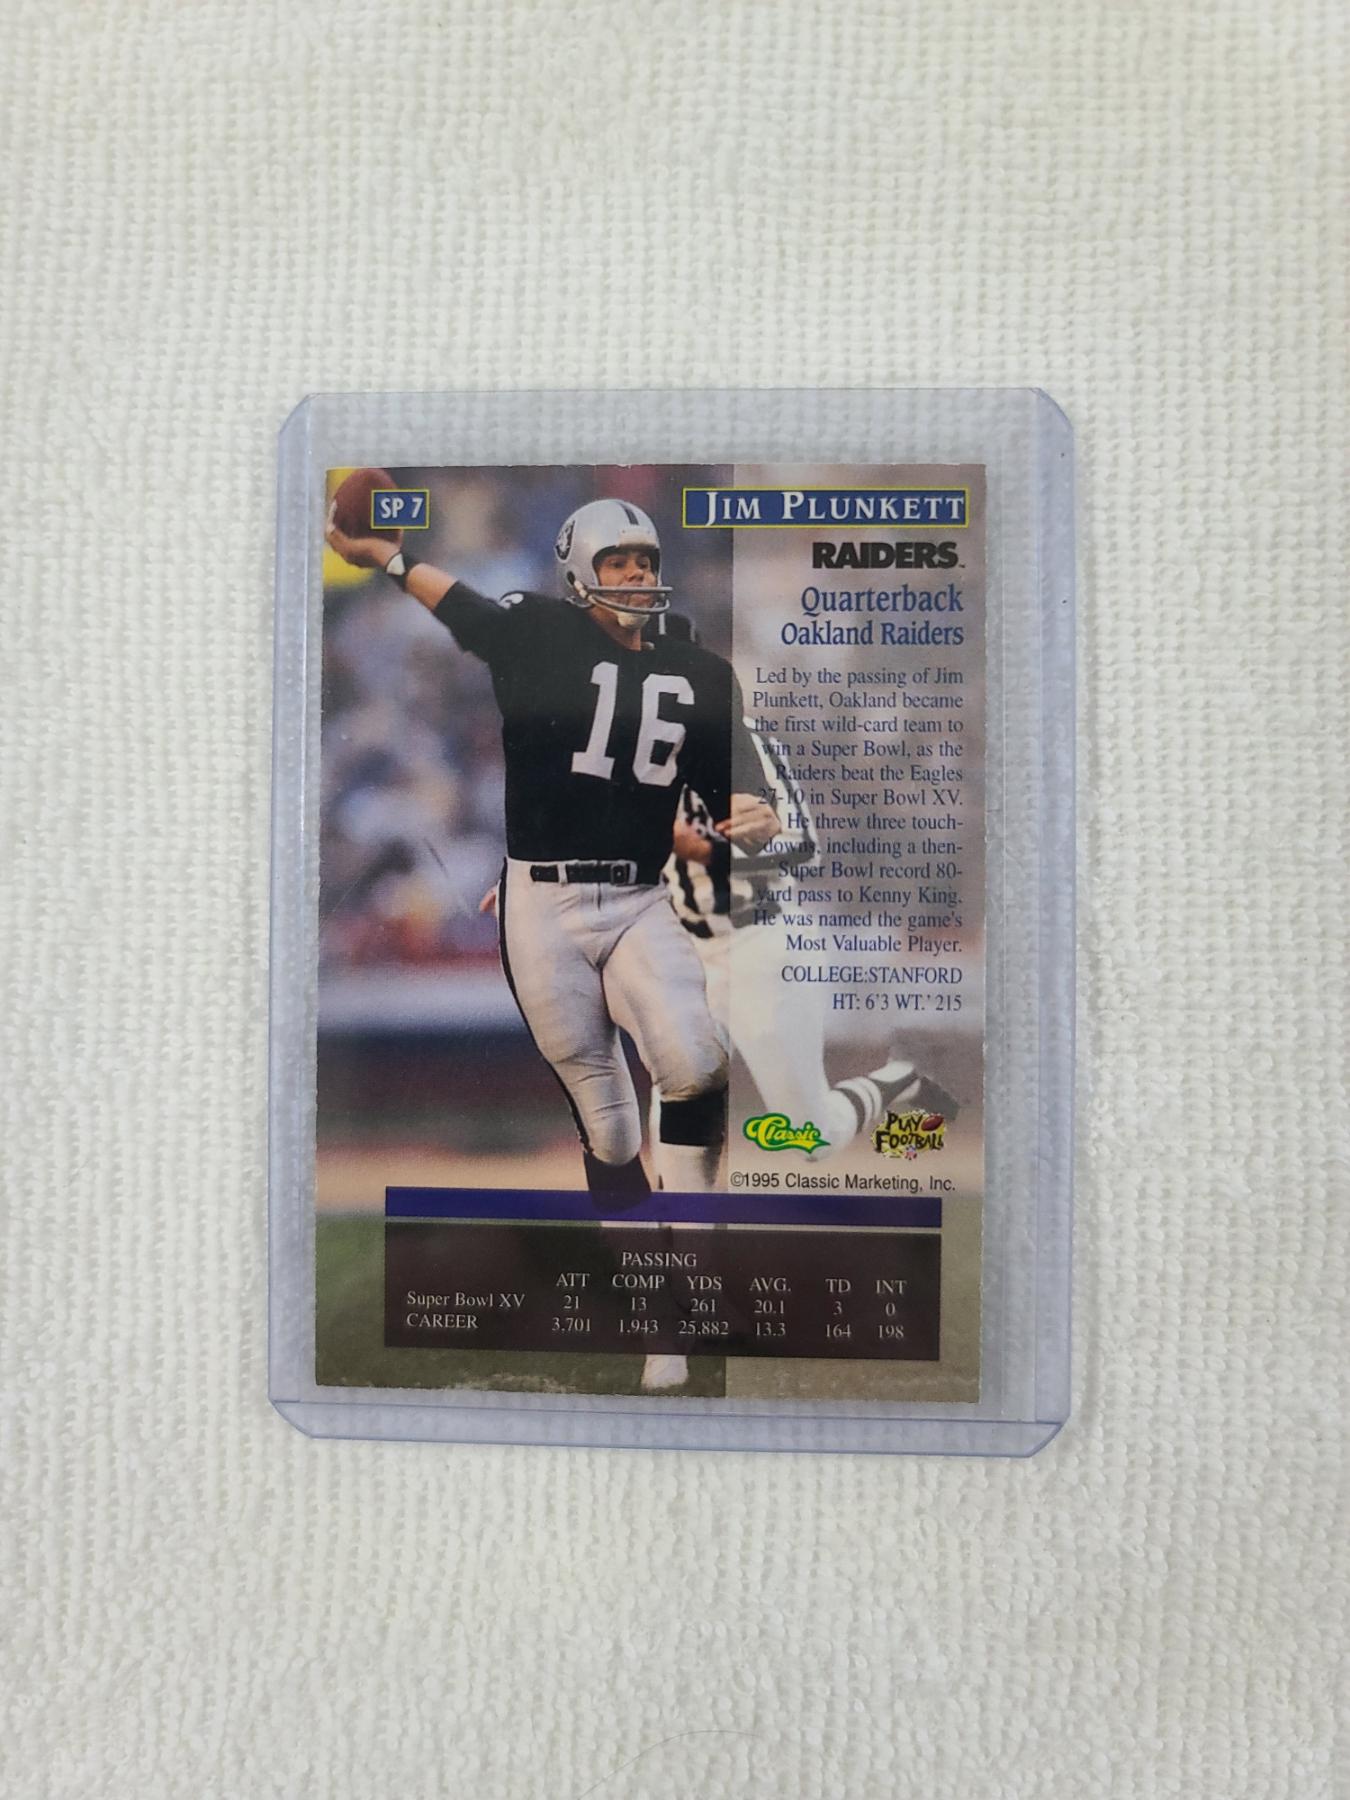 SP 7
JIM PLUNKETT
RAIDERS
Quarterback
Oakland Raiders
16
Led by the passing of Jim
Plunkett, Oakland became
the first wild-card team to
win a Super Bowl, as the
Raiders beat the Eagles
27-10 in Super Bowl XV.
He threw three touch-
downs, including a then-
Super Bowl record 80-
yard pass to Kenny King.
He was named the game's
Most Valuable Player.
COLLEGE:STANFORD
HT: 6'3 WT.' 215
Classic
PLAY
FOOTBALL
©1995 Classic Marketing, Inc.
PASSING
ATT COMP YDS AVG. TD INT
Super Bowl XV 21 13 261 20.1 3 0
CAREER 3,701 1,943 25,882 13.3 164 198